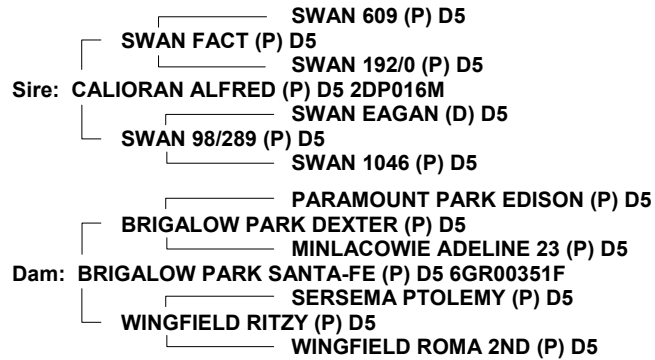 SWAN 609 (P) D5
SWAN FACT (P) D5
SWAN 192/0 (P) D5
Sire: CALIORAN ALFRED (P) D5 2DP016M
SWAN EAGAN (D) D5
SWAN 98/289 (P) D5
SWAN 1046 (P) D5
PARAMOUNT PARK EDISON (P) D5
BRIGALOW PARK DEXTER (P) D5
MINLACOWIE ADELINE 23 (P) D5
Dam: BRIGALOW PARK SANTA-FE (P) D5 6GR00351F
SERSEMA PTOLEMY (P) D5
WINGFIELD RITZY (P) D5
WINGFIELD ROMA 2ND (P) D5